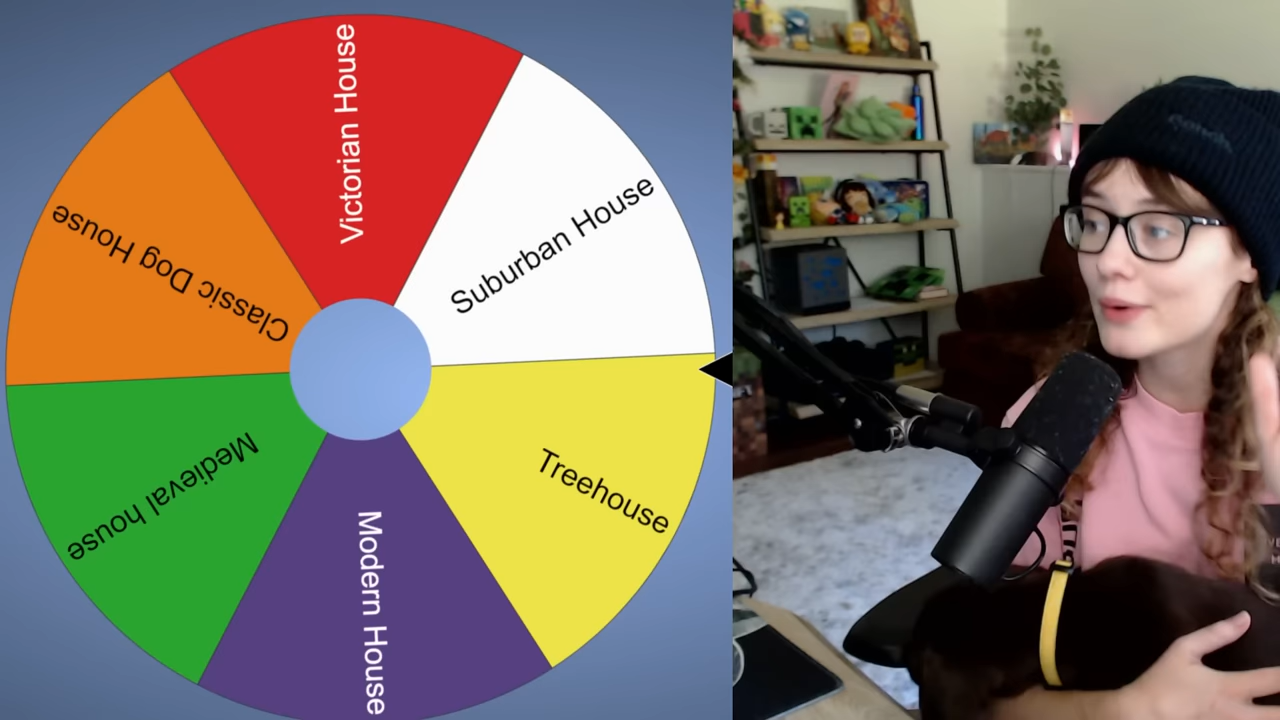 Victorian House
Suburban House
Classic Dog House
Treehouse
Medieval house
Modern House